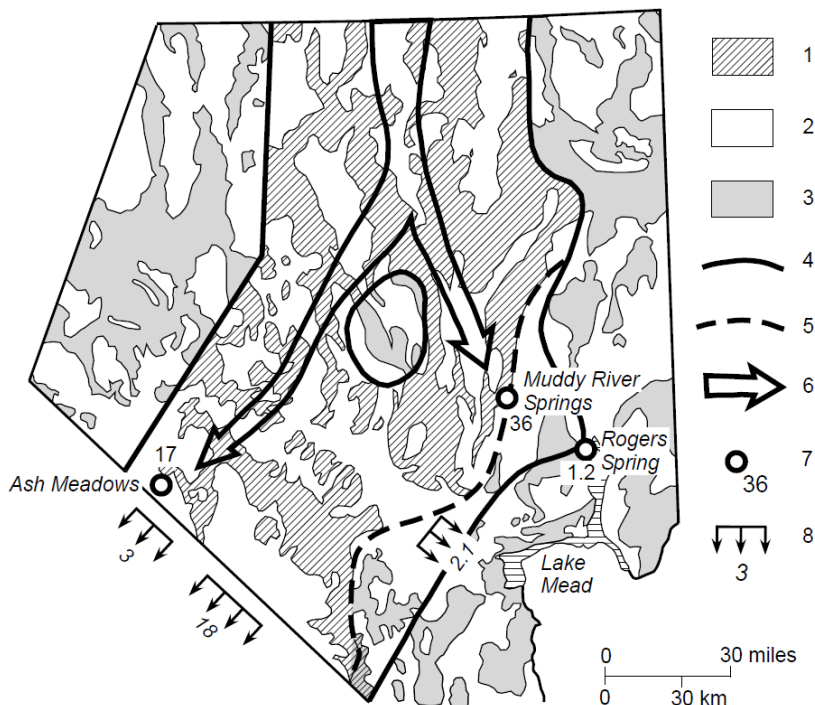 1
2
3
4
5
6
7
36
8
3
Muddy River
Springs
36
Rogers
Spring
1.2
17
Ash Meadows
3
18
2.1
Lake
Mead
0 30 miles
0 30 km